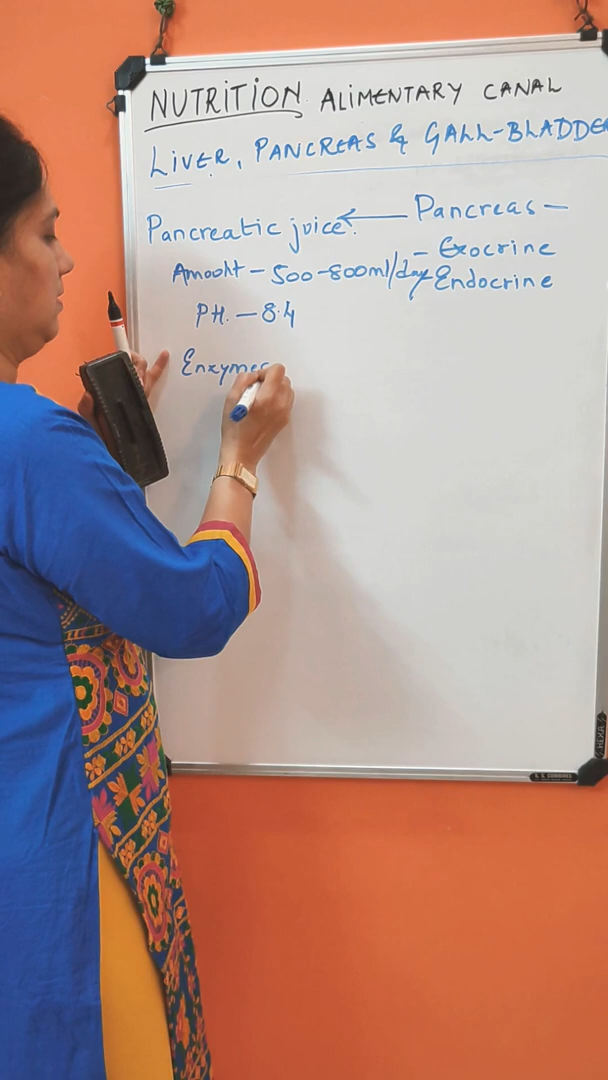 NUTRITION ALIMENTARY CANAL
LIVER, PANCREAS & GALL-BLADDER
Pancreatic juice. ← Pancreas –
– Exocrine
Amount – 500-800ml/day – Endocrine
PH. – 8.4
Enzymes